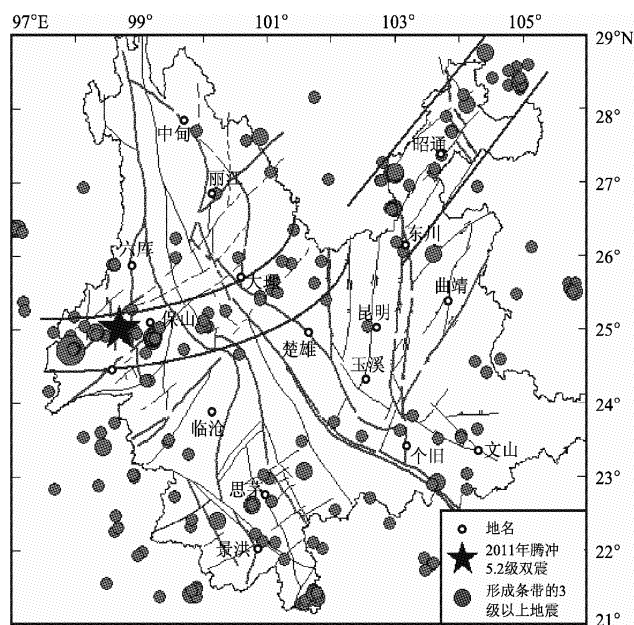 97°E 99° 101° 103° 105°
29°N
28°
27°
26°
25°
24°
23°
22°
21°
中甸
昭通
丽江
六库
东川
大理
曲靖
保山
昆明
楚雄
玉溪
临沧
个旧
文山
思茅
景洪
地名
2011年腾冲
5.2级双震
形成条带的3
级以上地震